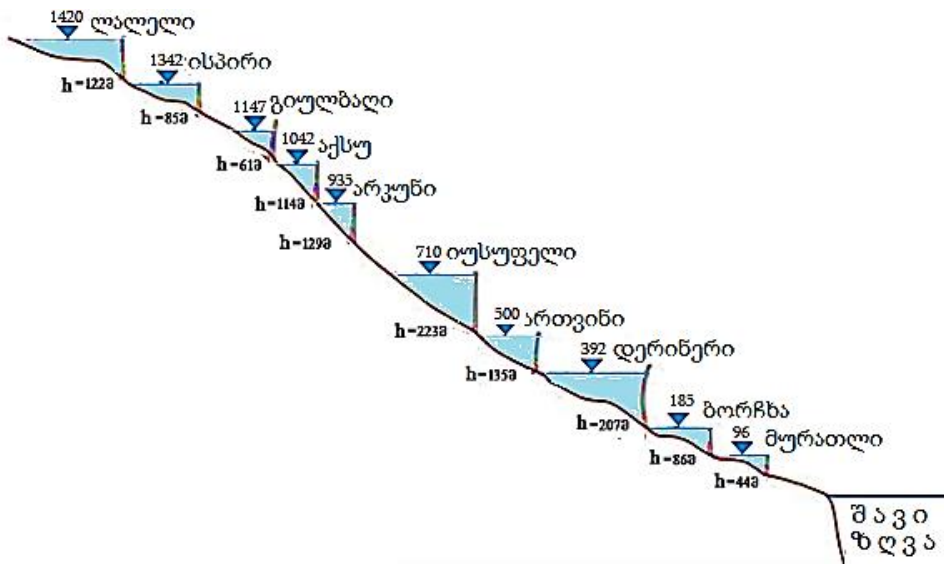 1420 ლალელი
h=122მ
1342 ისპირი
h=85მ
1147 გიულბაღი
h=61მ
1042 აქსუ
h=114მ
935 არკუნი
h=129მ
710 იუსუფელი
h=223მ
500 ართვინი
h=135მ
392 დერინერი
h=207მ
185 ბორჩხა
h=86მ
96 მურათლი
h=44მ
შავი
ზღვა